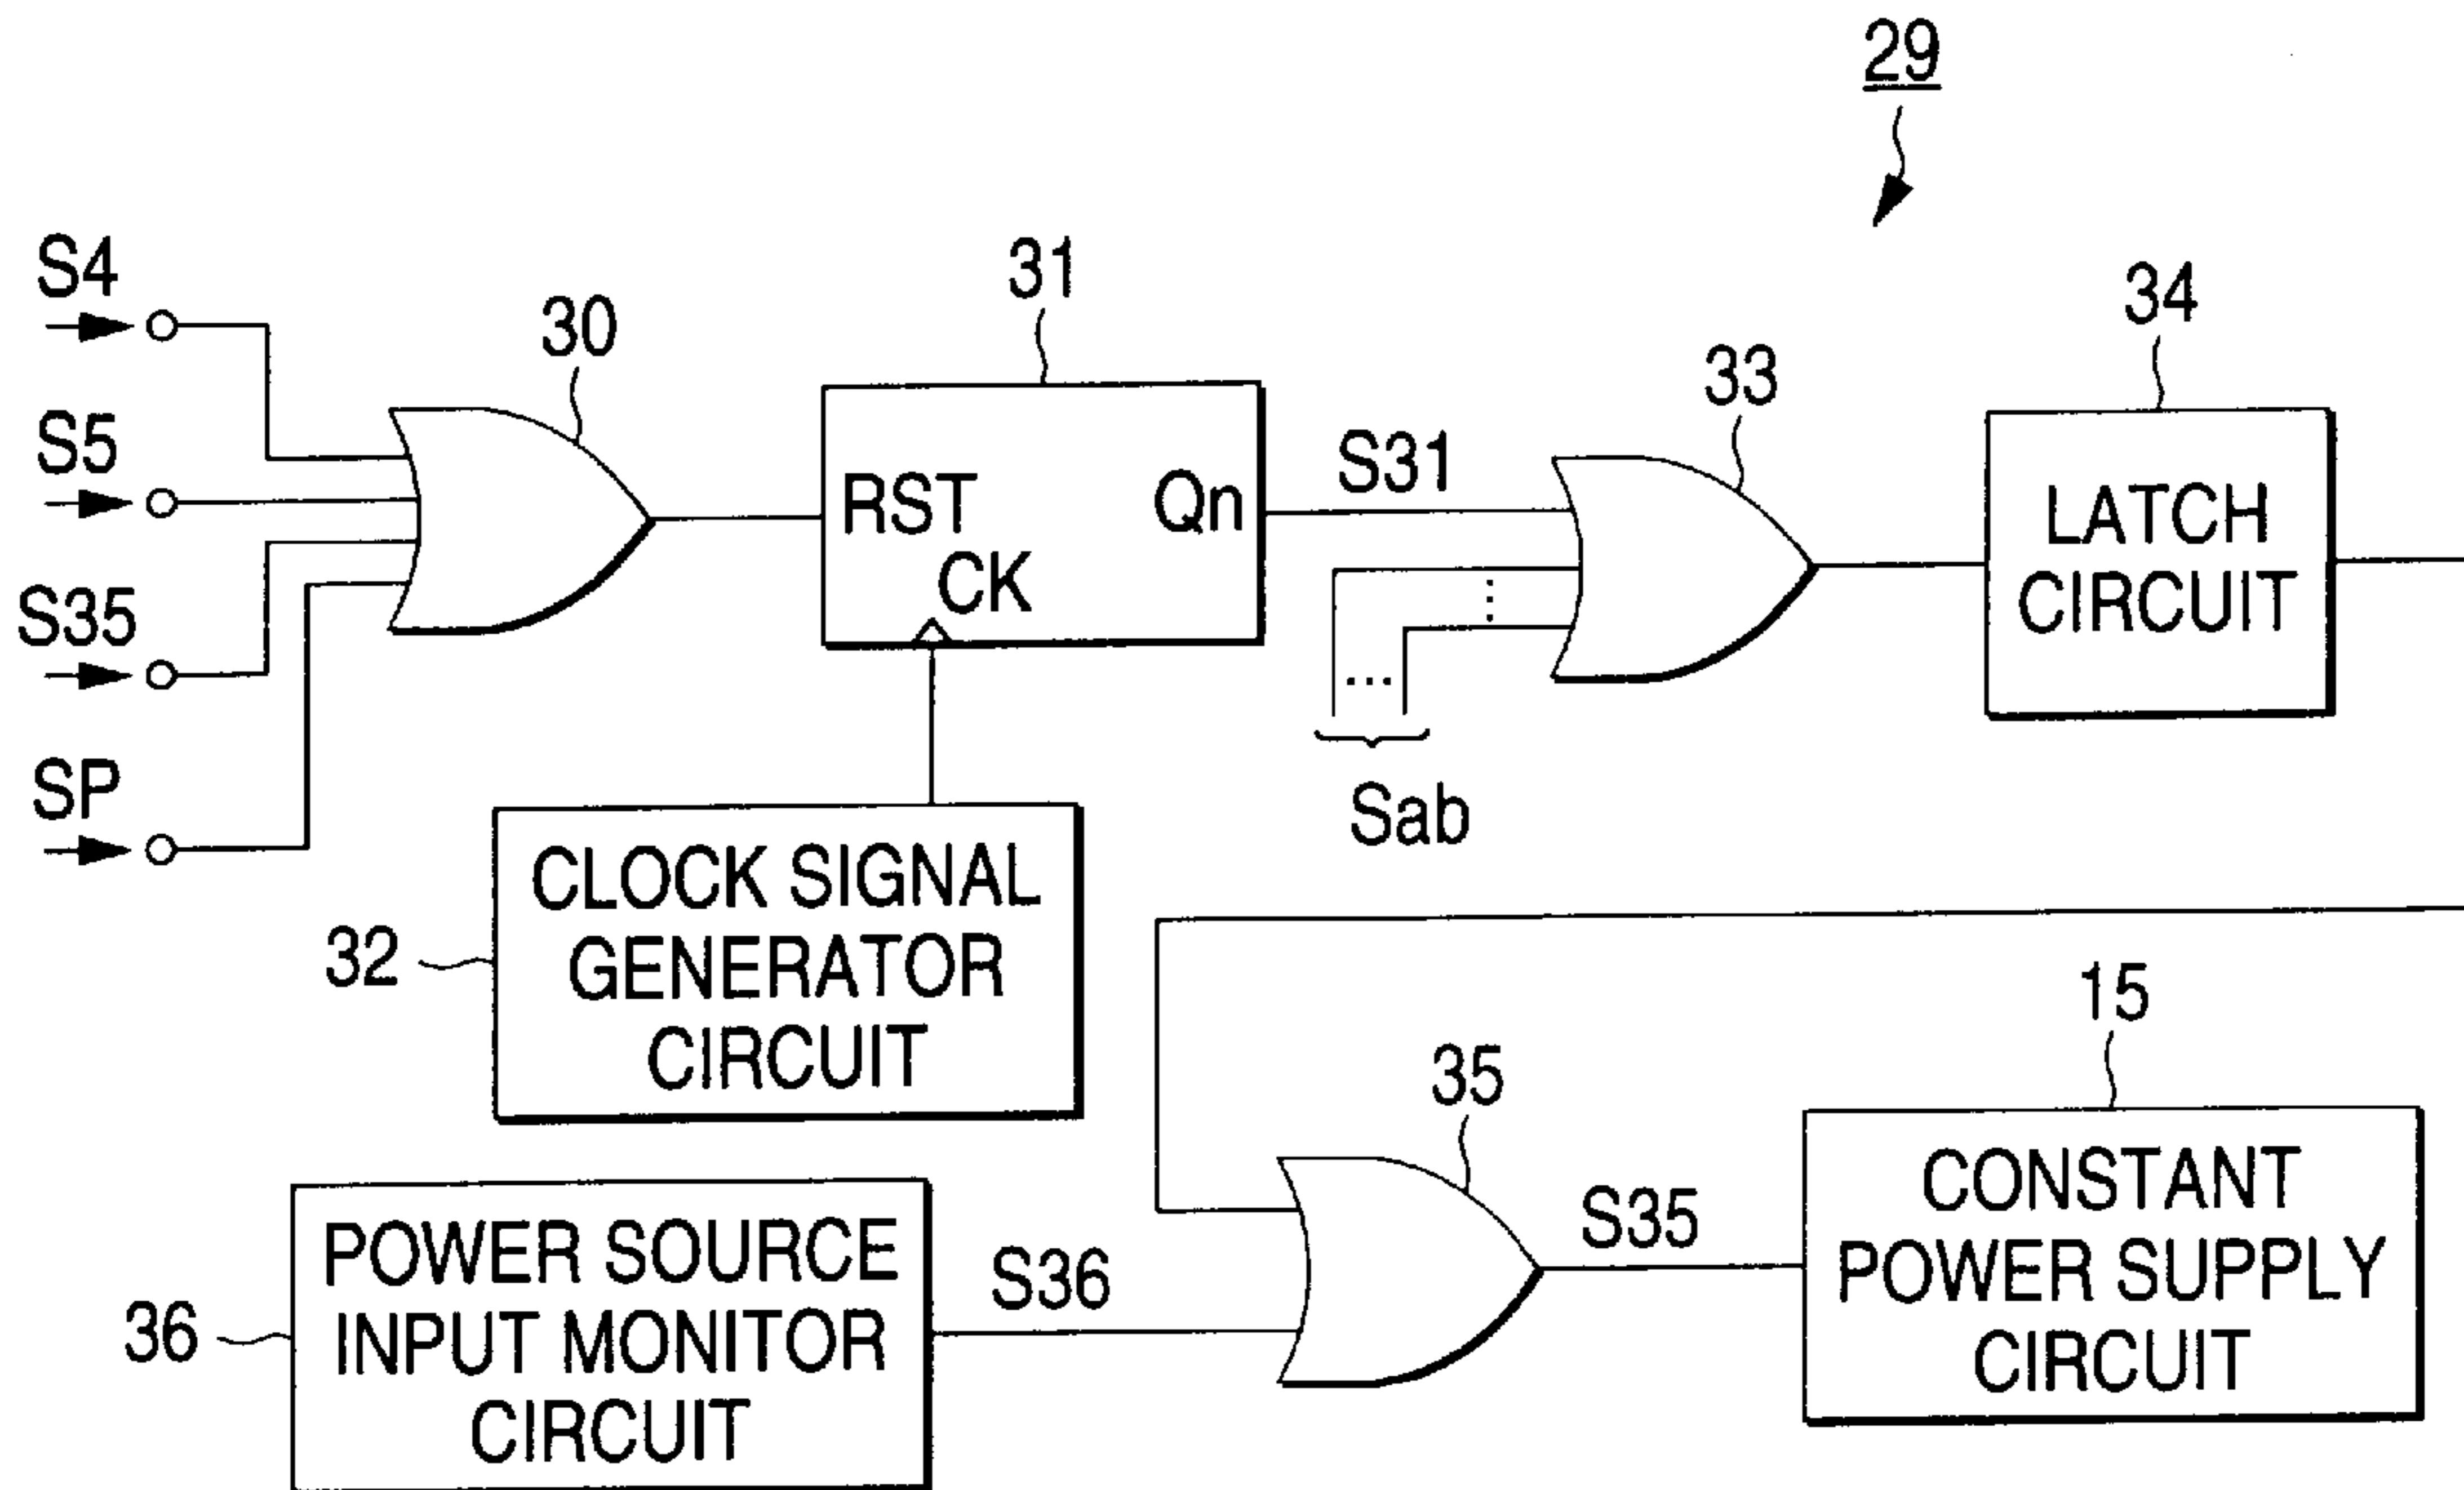 29
S4
S5
S35
SP
30
31
RST
Qn
CK
S31
33
34
LATCH
CIRCUIT
...
Sab
32
CLOCK SIGNAL
GENERATOR
CIRCUIT
36
POWER SOURCE
INPUT MONITOR
CIRCUIT
S36
35
S35
15
CONSTANT
POWER SUPPLY
CIRCUIT